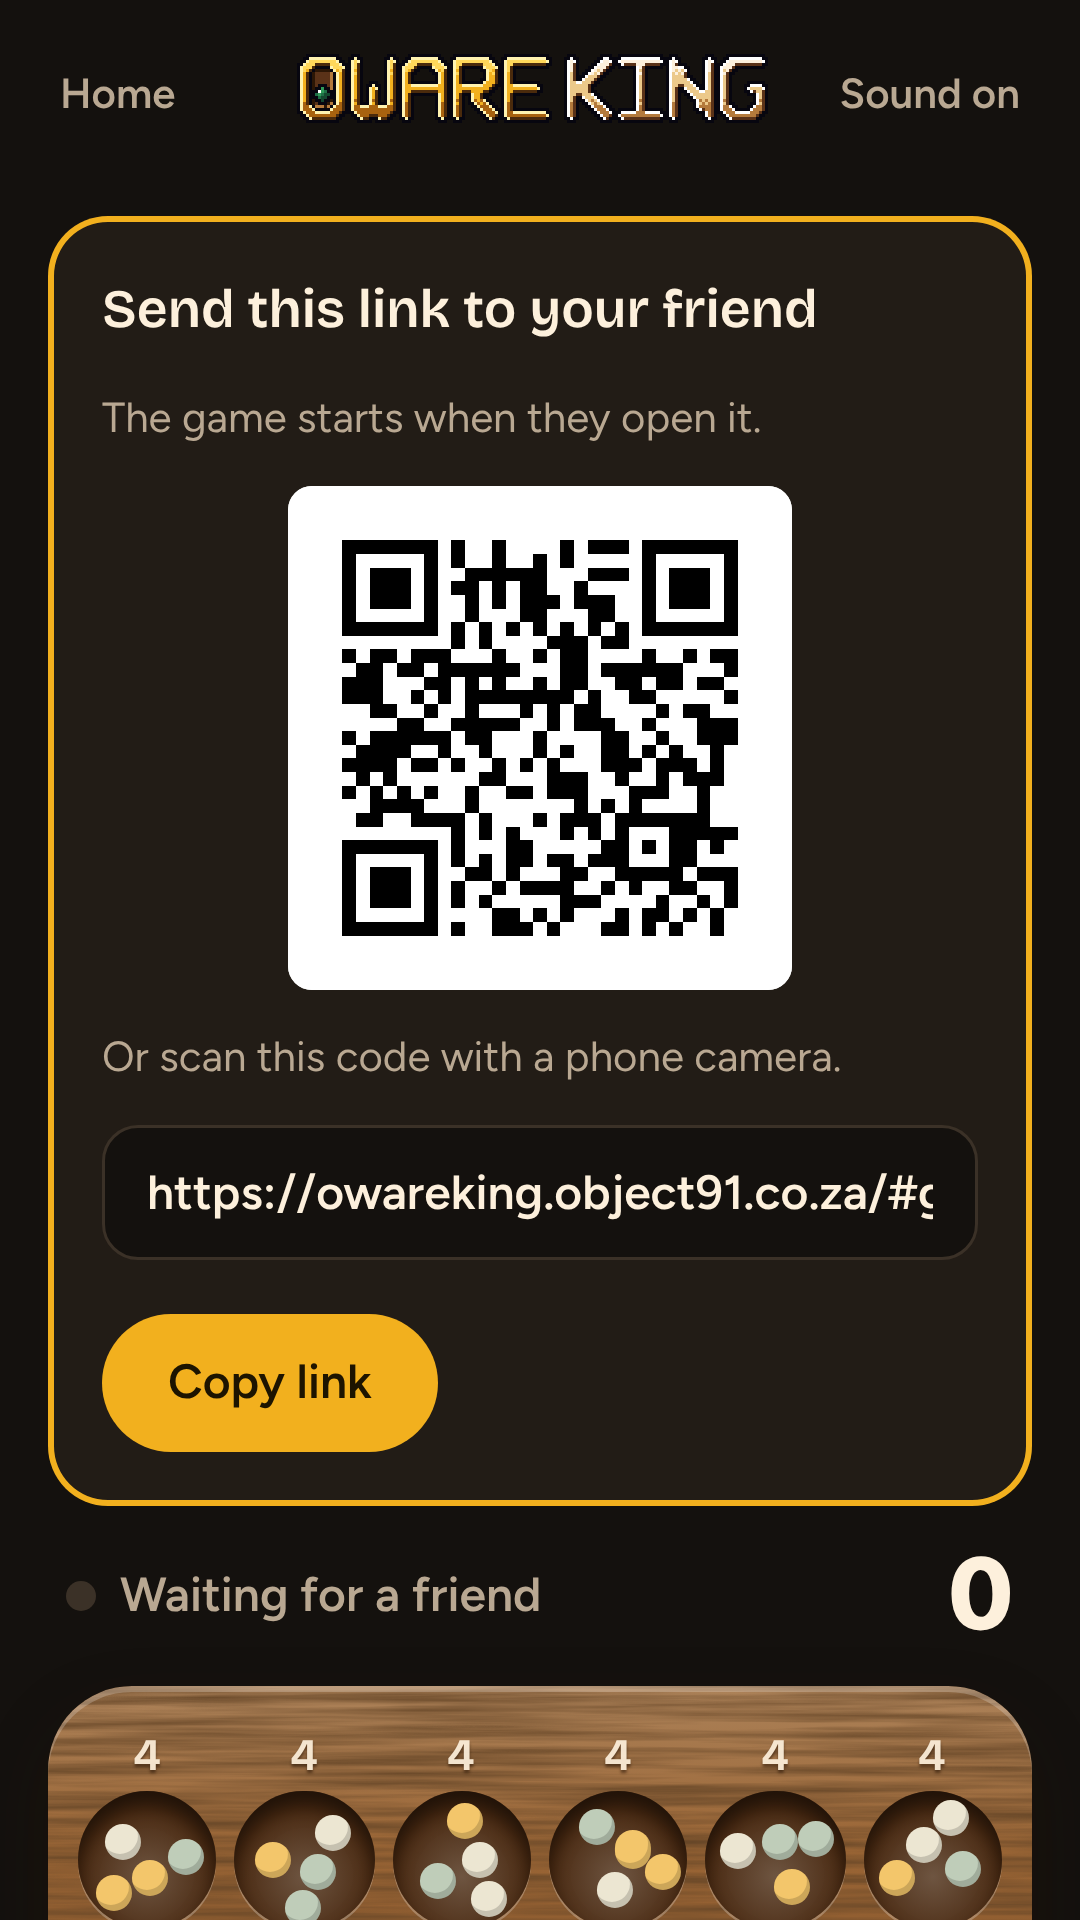 Home
OWARE KING
Sound on
Send this link to your friend
The game starts when they open it.
Or scan this code with a phone camera.
https://owareking.object91.co.za/#
Copy link
Waiting for a friend
0
4 4 4 4 4 4